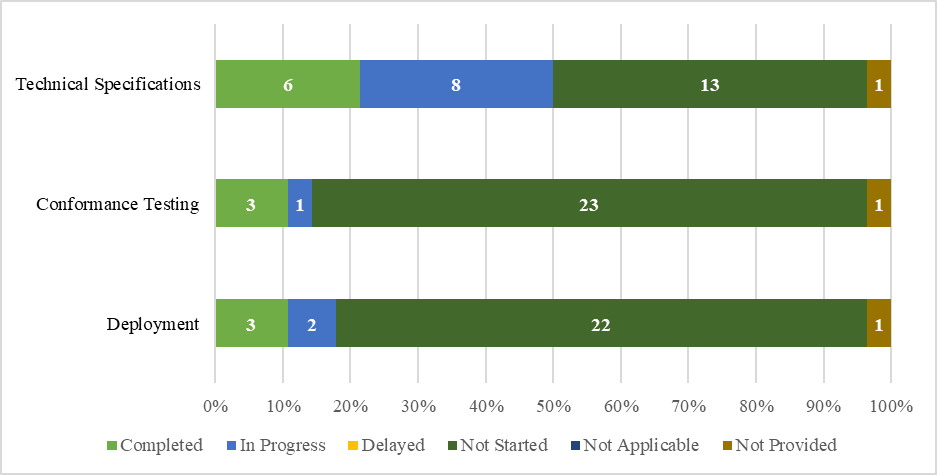 Technical Specifications 6 8 13 1
Conformance Testing 3 1 23 1
Deployment 3 2 22 1
0% 10% 20% 30% 40% 50% 60% 70% 80% 90% 100%
Completed In Progress Delayed Not Started Not Applicable Not Provided